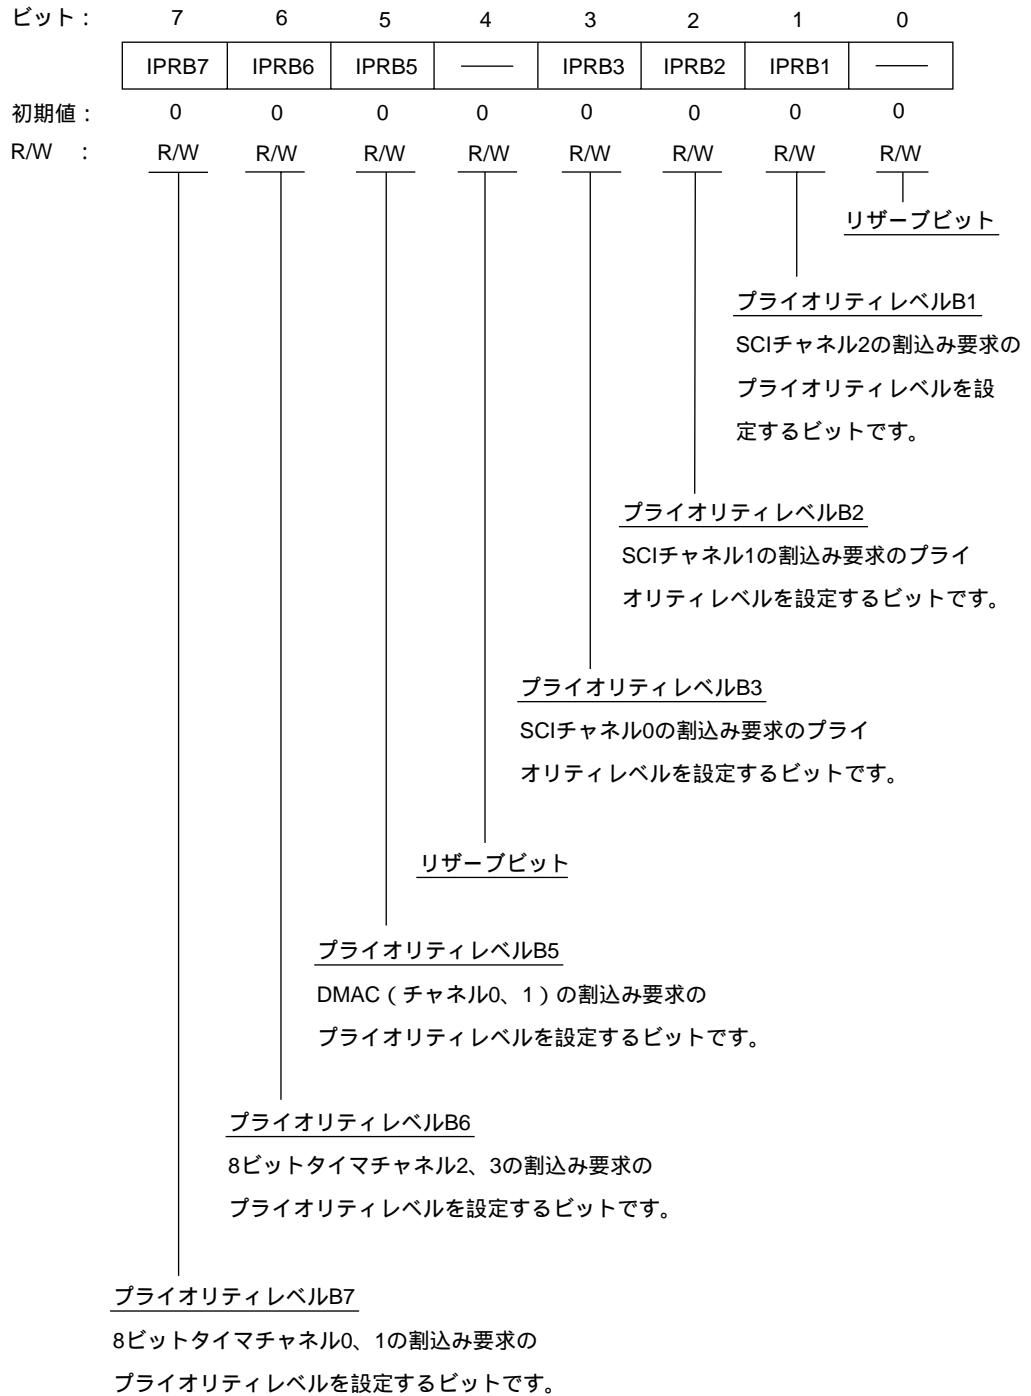 ビット： 7 6 5 4 3 2 1 0
IPRB7 IPRB6 IPRB5 ―― IPRB3 IPRB2 IPRB1 ――
初期値： 0 0 0 0 0 0 0 0
R/W ： R/W R/W R/W R/W R/W R/W R/W R/W
リザーブビット
プライオリティレベルB1
SCIチャネル2の割込み要求の
プライオリティレベルを設
定するビットです。
プライオリティレベルB2
SCIチャネル1の割込み要求のプライ
オリティレベルを設定するビットです。
プライオリティレベルB3
SCIチャネル0の割込み要求のプライ
オリティレベルを設定するビットです。
リザーブビット
プライオリティレベルB5
DMAC（チャネル0、1）の割込み要求の
プライオリティレベルを設定するビットです。
プライオリティレベルB6
8ビットタイマチャネル2、3の割込み要求の
プライオリティレベルを設定するビットです。
プライオリティレベルB7
8ビットタイマチャネル0、1の割込み要求の
プライオリティレベルを設定するビットです。